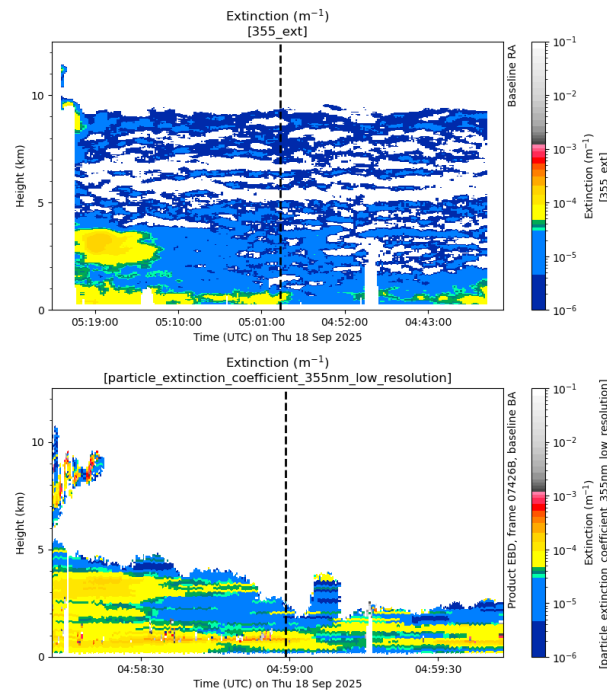 Extinction (m⁻¹)
[355_ext]
Height (km)
10
5
0
05:19:00 05:10:00 05:01:00 04:52:00 04:43:00
Time (UTC) on Thu 18 Sep 2025
Baseline RA
10⁻¹
10⁻²
10⁻³
10⁻⁴
10⁻⁵
10⁻⁶
Extinction (m⁻¹)
[355_ext]
Extinction (m⁻¹)
[particle_extinction_coefficient_355nm_low_resolution]
Height (km)
10
5
0
04:58:30 04:59:00 04:59:30
Time (UTC) on Thu 18 Sep 2025
Product EBD, frame 07426B, baseline BA
10⁻¹
10⁻²
10⁻³
10⁻⁴
10⁻⁵
10⁻⁶
Extinction (m⁻¹)
[particle_extinction_coefficient_355nm_low_resolution]